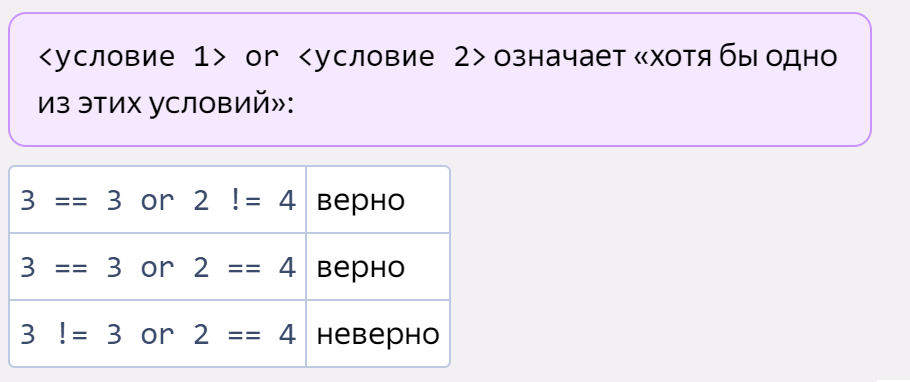 <условие 1> or <условие 2> означает «хотя бы одно
из этих условий»:
3 == 3 or 2 != 4 верно
3 == 3 or 2 == 4 верно
3 != 3 or 2 == 4 неверно